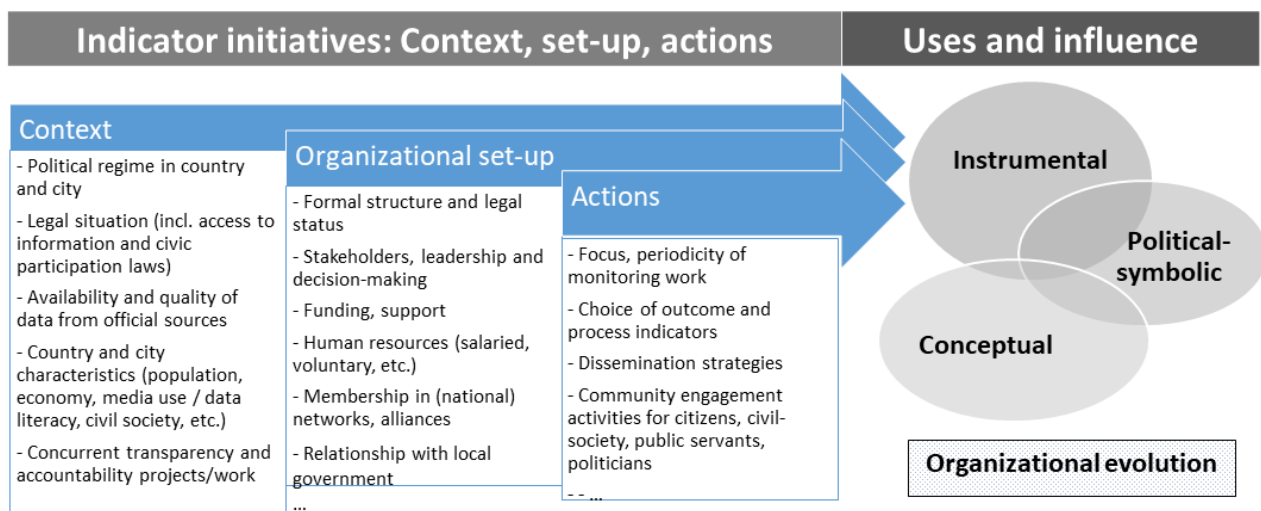 Indicator initiatives: Context, set-up, actions
Uses and influence
Context
- Political regime in country
and city
- Legal situation (incl. access to
information and civic
participation laws)
- Availability and quality of
data from official sources
- Country and city
characteristics (population,
economy, media use / data
literacy, civil society, etc.)
- Concurrent transparency and
accountability projects/work
Organizational set-up
- Formal structure and legal
status
- Stakeholders, leadership and
decision-making
- Funding, support
- Human resources (salaried,
voluntary, etc.)
- Membership in (national)
networks, alliances
- Relationship with local
government
...
Actions
- Focus, periodicity of
monitoring work
- Choice of outcome and
process indicators
- Dissemination strategies
- Community engagement
activities for citizens, civil-
society, public servants,
politicians
- - ...
Instrumental
Political-
symbolic
Conceptual
Organizational evolution